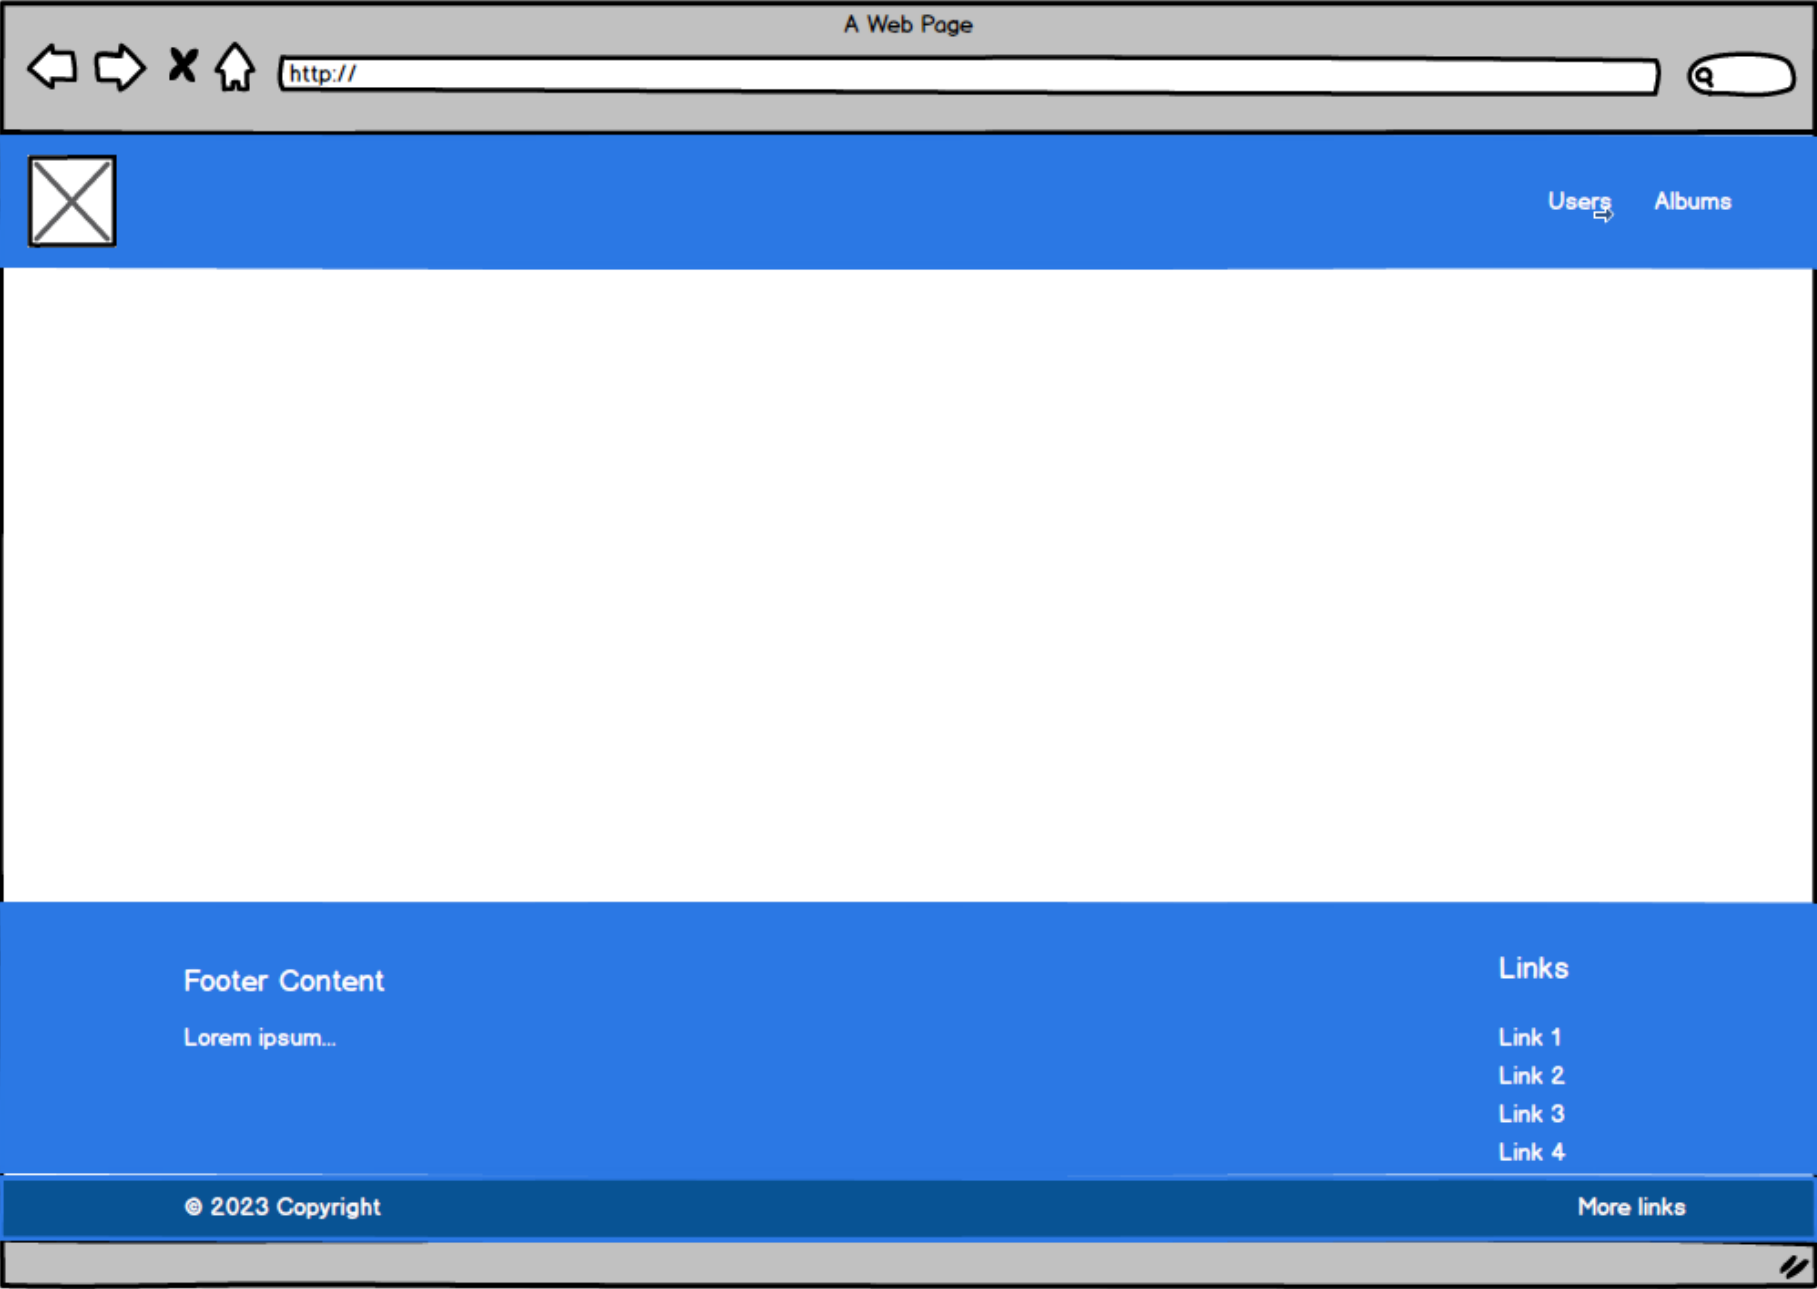 A Web Page
http://
Users
Albums
Footer Content
Lorem ipsum...
Links
Link 1
Link 2
Link 3
Link 4
© 2023 Copyright
More links